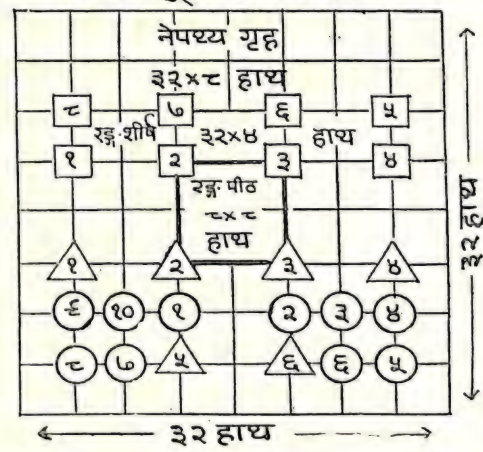 नेपथ्य गृह
३२×८ हाथ
८ ७ ६ ५
रङ्ग-शीर्ष ३२×४ हाथ
१ २ ३ ४
रङ्ग-पीठ
८×८
हाथ
१ २ ३ ४
९ १० १ २ ३ ४
८ ७ ५ ६ ६ ५
३२ हाथ
३२ हाथ